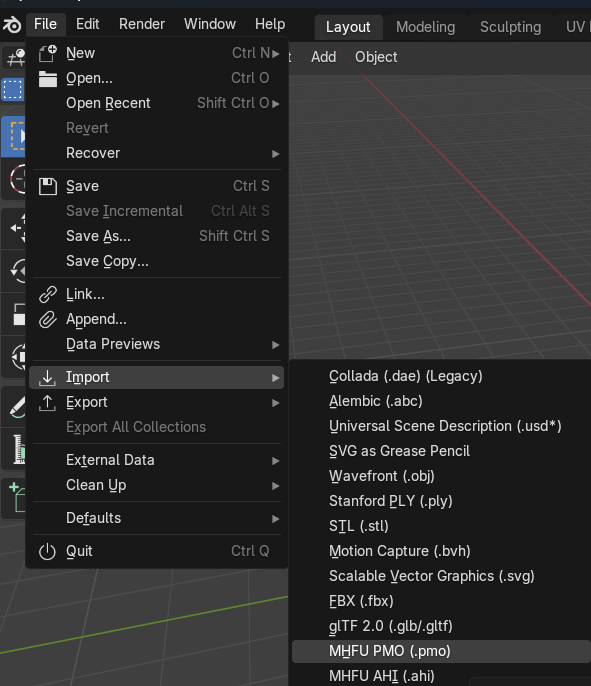 File Edit Render Window Help Layout Modeling Sculpting UV
New Ctrl N
Add Object
Open... Ctrl O
Open Recent Shift Ctrl O
Revert
Recover
Save Ctrl S
Save Incremental Ctrl Alt S
Save As... Shift Ctrl S
Save Copy...
Link...
Append...
Data Previews
Import
Export
Export All Collections
External Data
Clean Up
Defaults
Quit Ctrl Q
Collada (.dae) (Legacy)
Alembic (.abc)
Universal Scene Description (.usd*)
SVG as Grease Pencil
Wavefront (.obj)
Stanford PLY (.ply)
STL (.stl)
Motion Capture (.bvh)
Scalable Vector Graphics (.svg)
FBX (.fbx)
glTF 2.0 (.glb/.gltf)
MHFU PMO (.pmo)
MHFU AHI (.ahi)